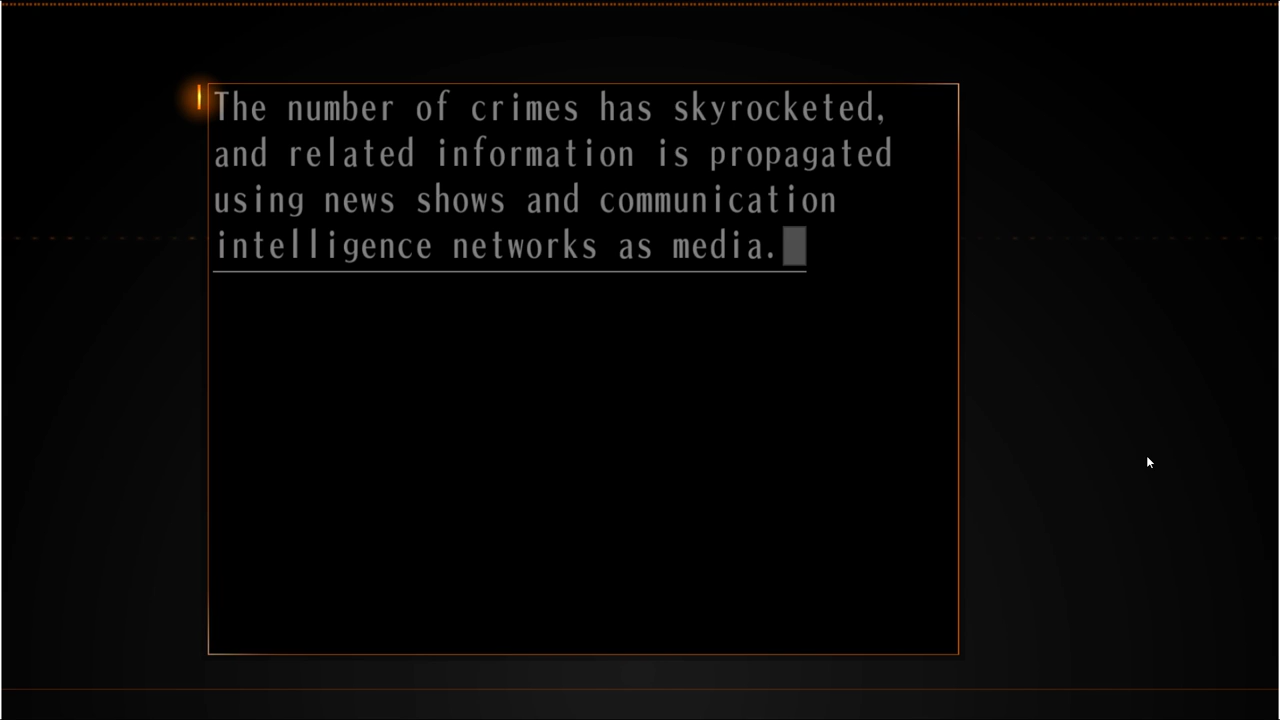 The number of crimes has skyrocketed,
and related information is propagated
using news shows and communication
intelligence networks as media.